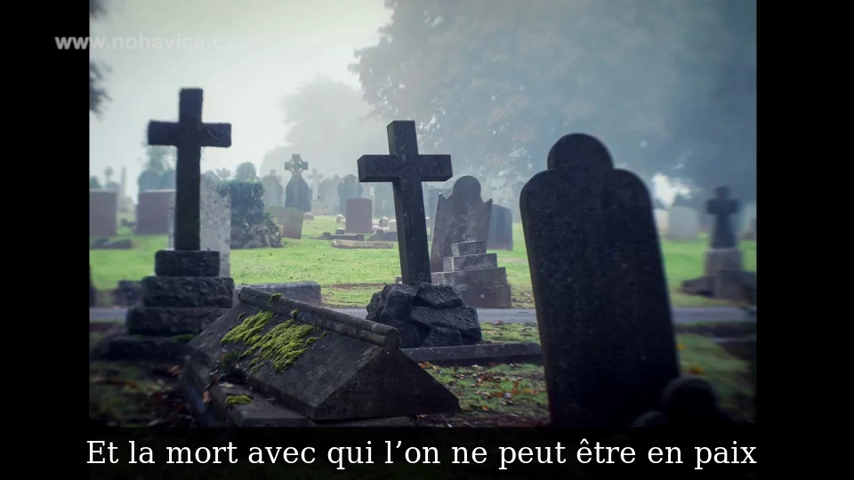 www.nohavica.cz
Et la mort avec qui l’on ne peut être en paix